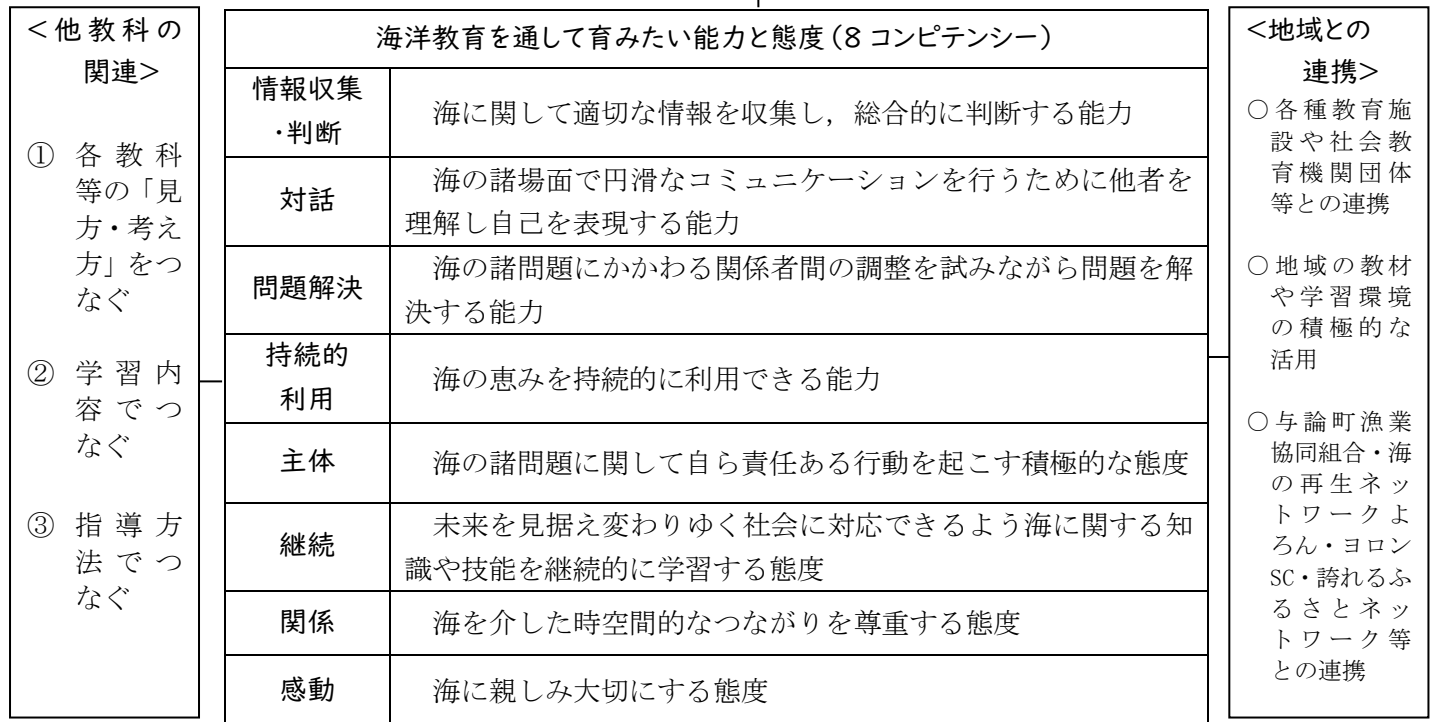 ＜他教科の
関連＞
① 各教科
等の「見
方・考え
方」をつ
なぐ
② 学習内
容でつ
なぐ
③ 指導方
法でつ
なぐ
海洋教育を通して育みたい能力と態度（8コンピテンシー）
情報収集
・判断
海に関して適切な情報を収集し，総合的に判断する能力
対話
海の諸場面で円滑なコミュニケーションを行うために他者を
理解し自己を表現する能力
問題解決
海の諸問題にかかわる関係者間の調整を試みながら問題を解
決する能力
持続的
利用
海の恵みを持続的に利用できる能力
主体
海の諸問題に関して自ら責任ある行動を起こす積極的な態度
継続
未来を見据え変わりゆく社会に対応できるよう海に関する知
識や技能を継続的に学習する態度
関係
海を介した時空間的なつながりを尊重する態度
感動
海に親しみ大切にする態度
＜地域との
連携＞
○各種教育施
設や社会教
育機関団体
等との連携
○地域の教材
や学習環境
の積極的な
活用
○与論町漁業
協同組合・海
の再生ネッ
トワークよ
ろん・ヨロン
SC・誇れるふ
るさとネッ
トワーク等
との連携